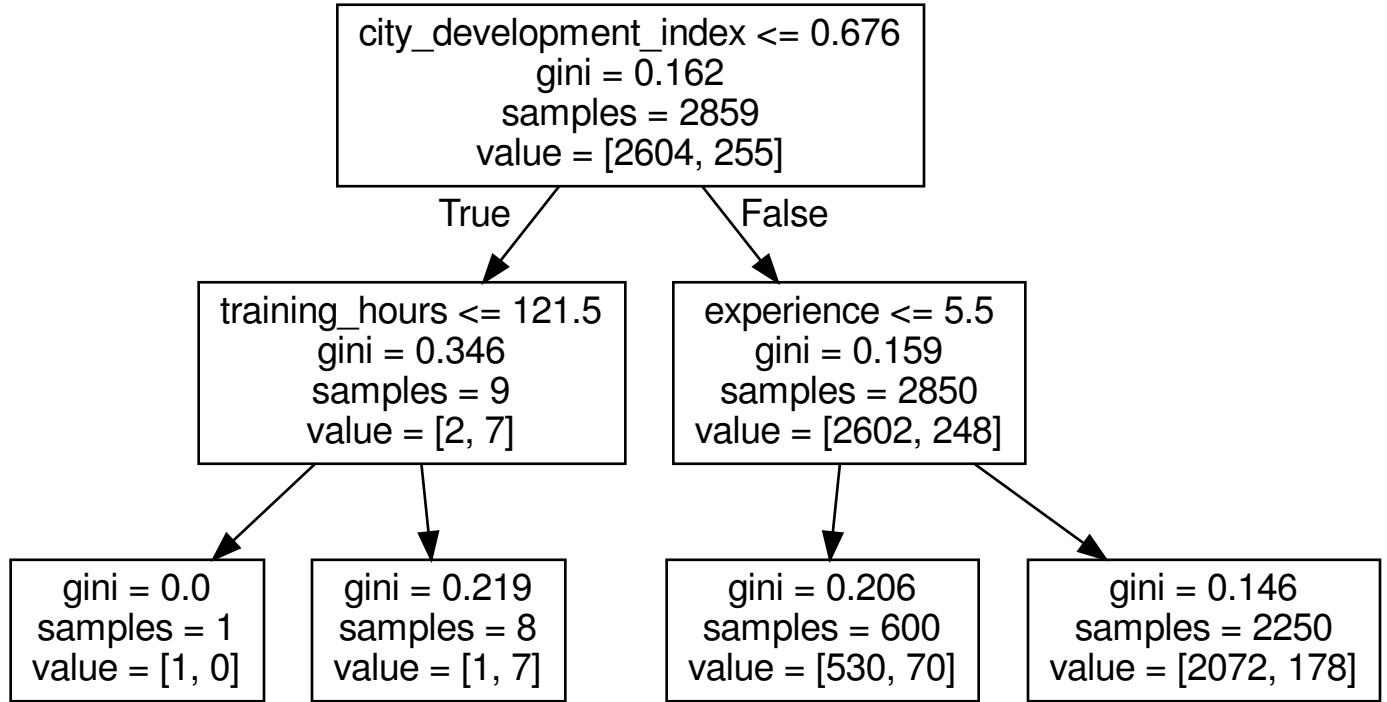 city_development_index <= 0.676
gini = 0.162
samples = 2859
value = [2604, 255]
True
False
training_hours <= 121.5
gini = 0.346
samples = 9
value = [2, 7]
experience <= 5.5
gini = 0.159
samples = 2850
value = [2602, 248]
gini = 0.0
samples = 1
value = [1, 0]
gini = 0.219
samples = 8
value = [1, 7]
gini = 0.206
samples = 600
value = [530, 70]
gini = 0.146
samples = 2250
value = [2072, 178]